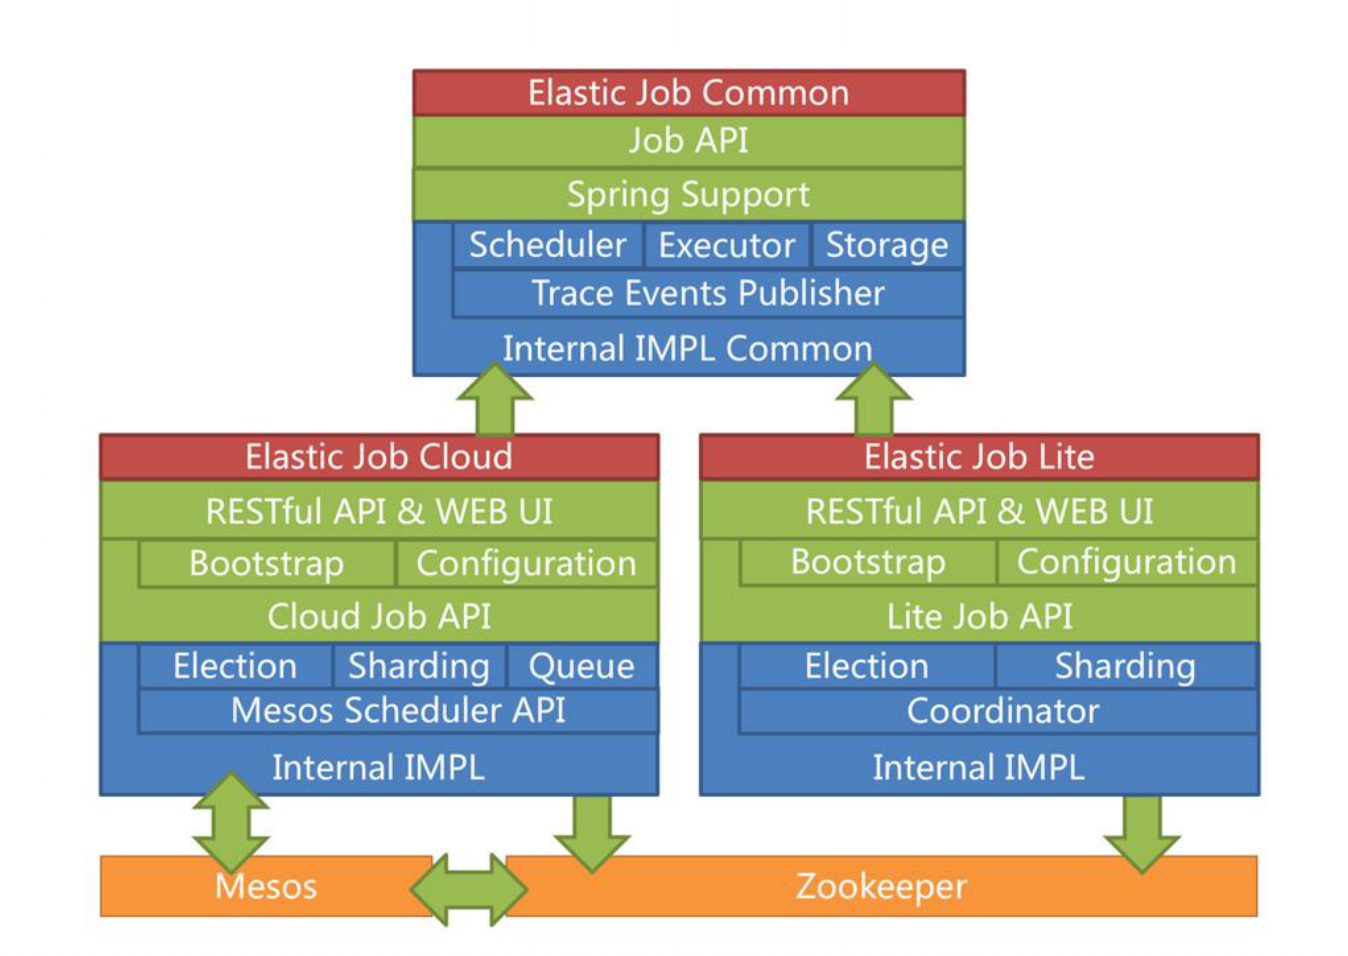 Elastic Job Common
Job API
Spring Support
Scheduler Executor Storage
Trace Events Publisher
Internal IMPL Common
Elastic Job Cloud
RESTful API & WEB UI
Bootstrap Configuration
Cloud Job API
Election Sharding Queue
Mesos Scheduler API
Internal IMPL
Elastic Job Lite
RESTful API & WEB UI
Bootstrap Configuration
Lite Job API
Election Sharding
Coordinator
Internal IMPL
Mesos
Zookeeper